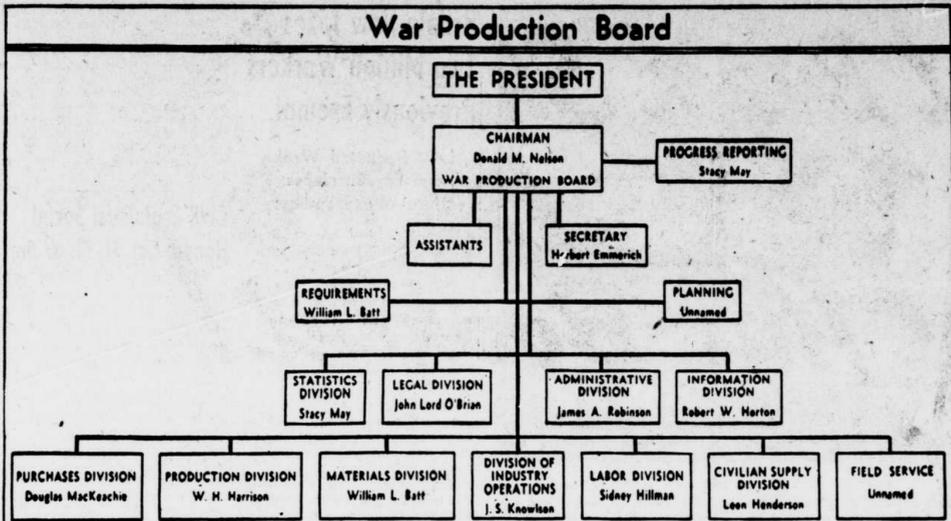 War Production Board
THE PRESIDENT
CHAIRMAN
Donald M. Nelson
WAR PRODUCTION BOARD
PROGRESS REPORTING
Stacy May
ASSISTANTS
SECRETARY
Herbert Emmerich
REQUIREMENTS
William L. Batt
PLANNING
Unnamed
STATISTICS
DIVISION
Stacy May
LEGAL DIVISION
John Lord O'Brian
ADMINISTRATIVE
DIVISION
James A. Robinson
INFORMATION
DIVISION
Robert W. Horton
PURCHASES DIVISION
Douglas MacKeachie
PRODUCTION DIVISION
W. H. Harrison
MATERIALS DIVISION
William L. Batt
DIVISION OF
INDUSTRY
OPERATIONS
J. S. Knowlson
LABOR DIVISION
Sidney Hillman
CIVILIAN SUPPLY
DIVISION
Leon Henderson
FIELD SERVICE
Unnamed